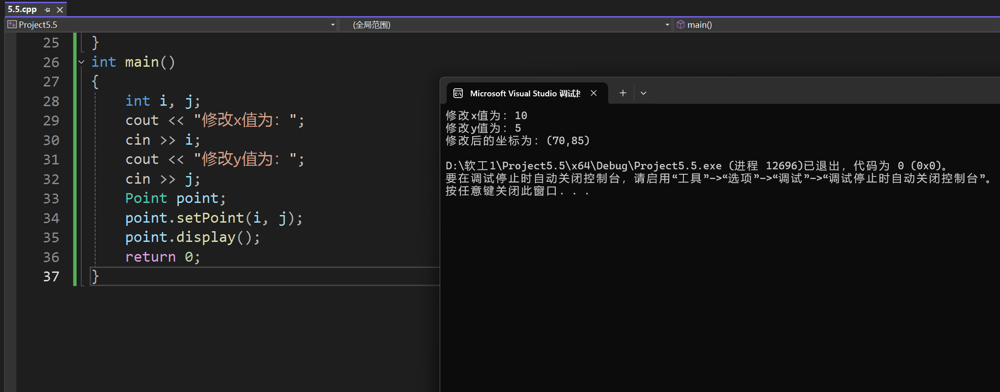 5.5.cpp
Project5.5
(全局范围)
main()
25 }
26 int main()
27 {
28 int i, j;
29 cout << "修改x值为：";
30 cin >> i;
31 cout << "修改y值为：";
32 cin >> j;
33 Point point;
34 point.setPoint(i, j);
35 point.display();
36 return 0;
37 }
Microsoft Visual Studio 调试
修改x值为：10
修改y值为：5
修改后的坐标为：(70,85)
D:\软工1\Project5.5\x64\Debug\Project5.5.exe (进程 12696)已退出，代码为 0 (0x0)。
要在调试停止时自动关闭控制台，请启用“工具”->“选项”->“调试”->“调试停止时自动关闭控制台”。
按任意键关闭此窗口. . .